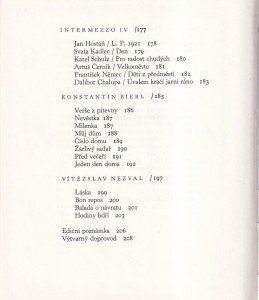 INTERMEZZO IV /177
Jan Hostáň / L. P. 1921 178
Svata Kadlec / Den 179
Karel Schulz / Pro radost chudých 180
Artuš Černík / Velkoměsto 181
František Němec / Děti z předměstí 182
Dalibor Chalupa / Úvalem kráčí jarní ráno 183
KONSTANTIN BIEBL /185
Verše z pitevny 186
Nevěstka 187
Milenka 187
Můj dům 188
Číslo domu 189
Žárlivý sadař 190
Před večeří 191
Jeden den doma 192
VÍTĚZSLAV NEZVAL /197
Láska 199
Bon repos 200
Balada o návratu 201
Hodiny 203
Ediční poznámka 206
Výtvarný doprovod 208